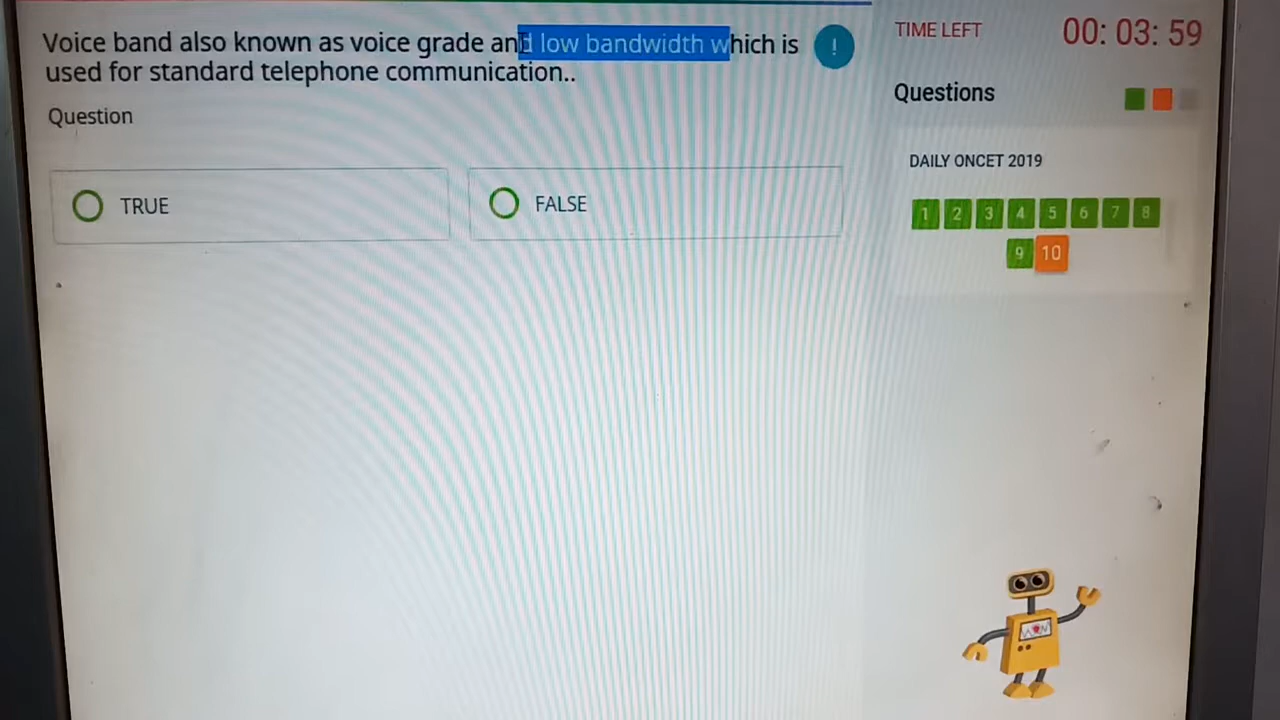 Voice band also known as voice grade and low bandwidth which is
used for standard telephone communication..
Question
TRUE
FALSE
!
TIME LEFT
00: 03: 59
Questions
DAILY ONCET 2019
1 2 3 4 5 6 7 8
9 10